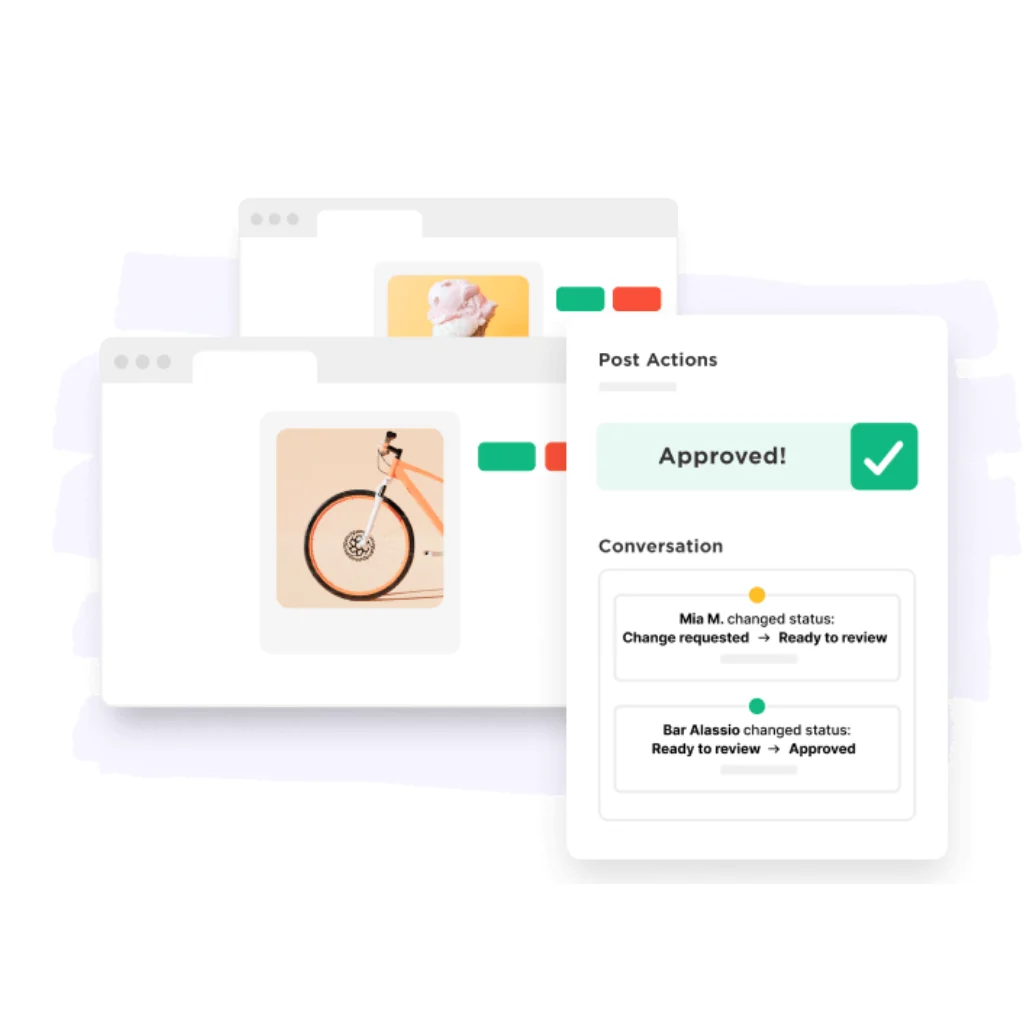 Post Actions
Approved!
Conversation
Mia M. changed status:
Change requested → Ready to review
Bar Alassio changed status:
Ready to review → Approved